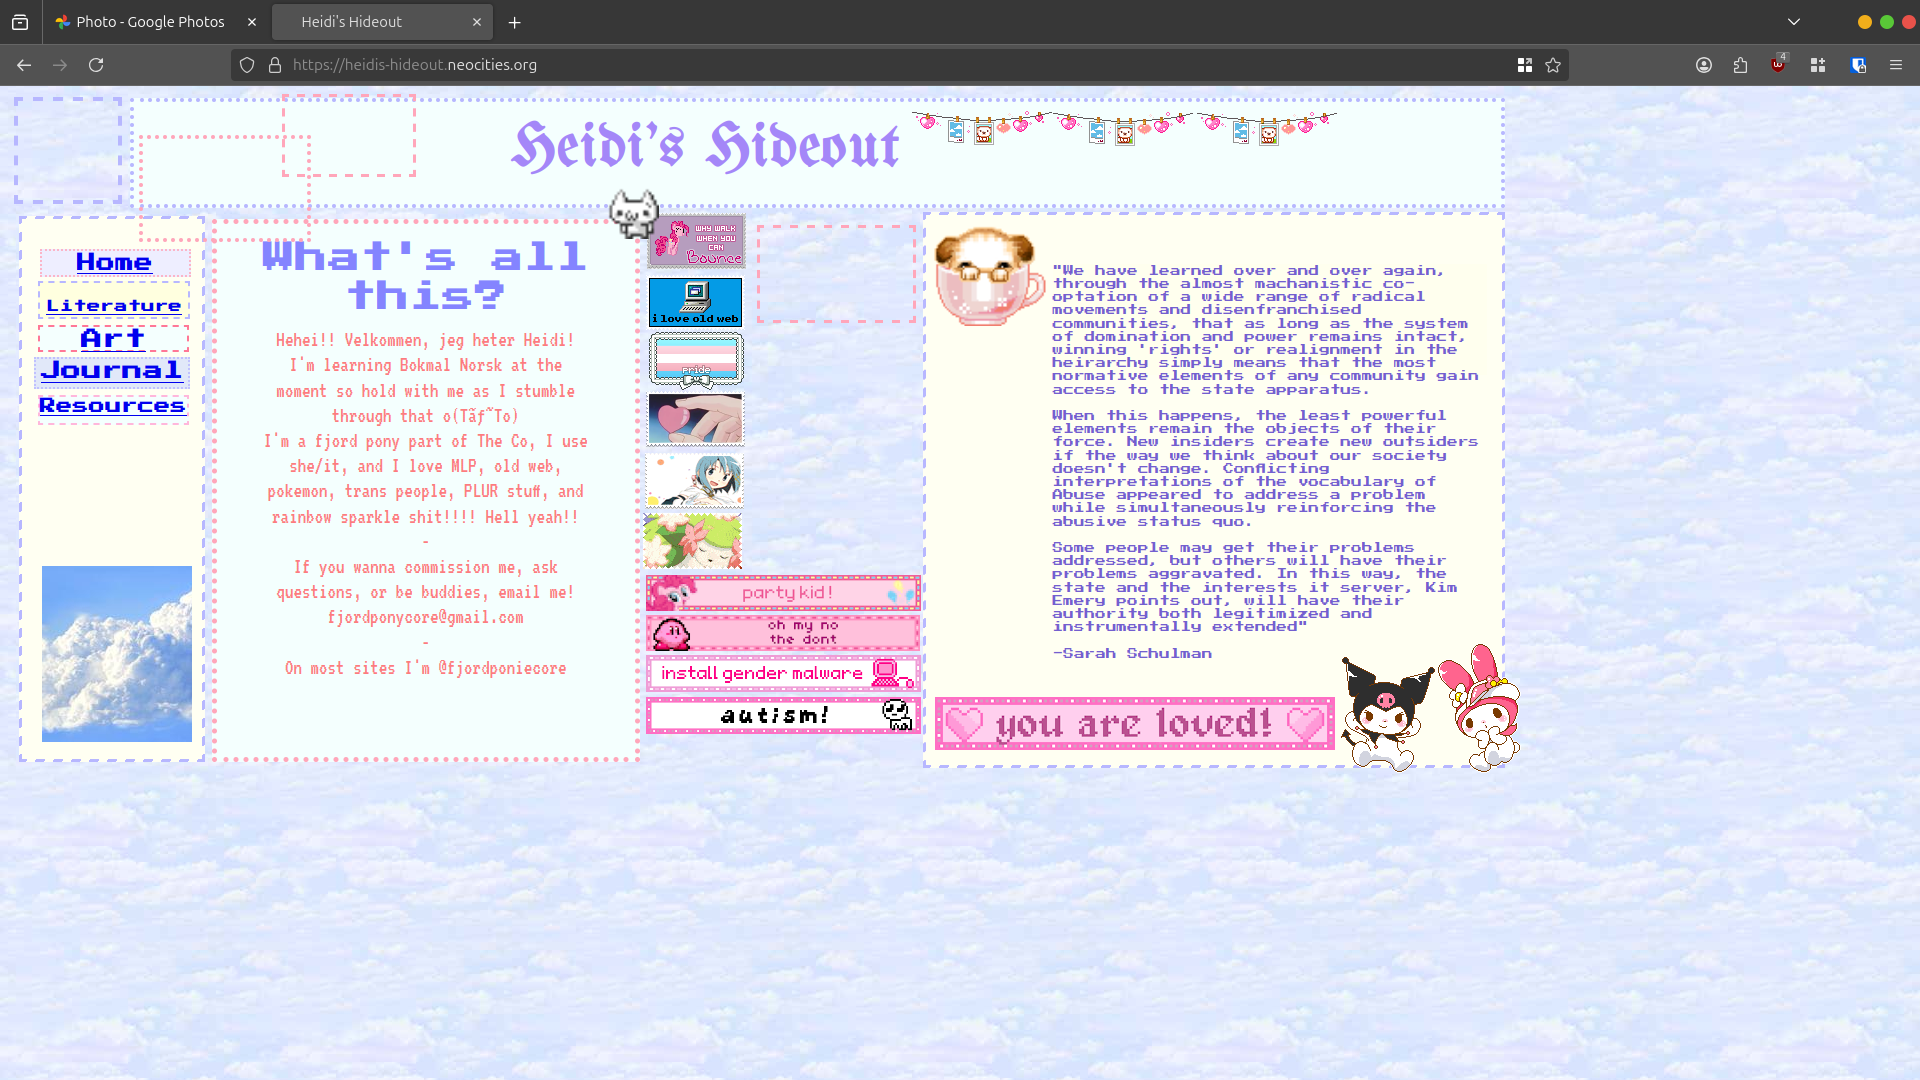 Photo - Google Photos
Heidi's Hideout
https://heidis-hideout.neocities.org
4
Heidi's Hideout
Home
Literature
Art
Journal
Resources
What's all
this?
Hehei!! Velkommen, jeg heter Heidi!
I'm learning Bokmal Norsk at the
moment so hold with me as I stumble
through that o(Tãƒ˜To)
I'm a fjord pony part of The Co, I use
she/it, and I love MLP, old web,
pokemon, trans people, PLUR stuff, and
rainbow sparkle shit!!!! Hell yeah!!
-
If you wanna commission me, ask
questions, or be buddies, email me!
fjordponycore@gmail.com
-
On most sites I'm @fjordponiecore
WHY WALK
WHEN YOU
CAN
Bounce
i love old web
pride
party kid!
oh my no
the dont
install gender malware
autism!
"We have learned over and over again,
through the almost machanistic co-
optation of a wide range of radical
movements and disenfranchised
communities, that as long as the system
of domination and power remains intact,
winning 'rights' or realignment in the
heirarchy simply means that the most
normative elements of any community gain
access to the state apparatus.
When this happens, the least powerful
elements remain the objects of their
force. New insiders create new outsiders
if the way we think about our society
doesn't change. Conflicting
interpretations of the vocabulary of
Abuse appeared to address a problem
while simultaneously reinforcing the
abusive status quo.
Some people may get their problems
addressed, but others will have their
problems aggravated. In this way, the
state and the interests it server, Kim
Emery points out, will have their
authority both legitimized and
instrumentally extended"
-Sarah Schulman
you are loved!